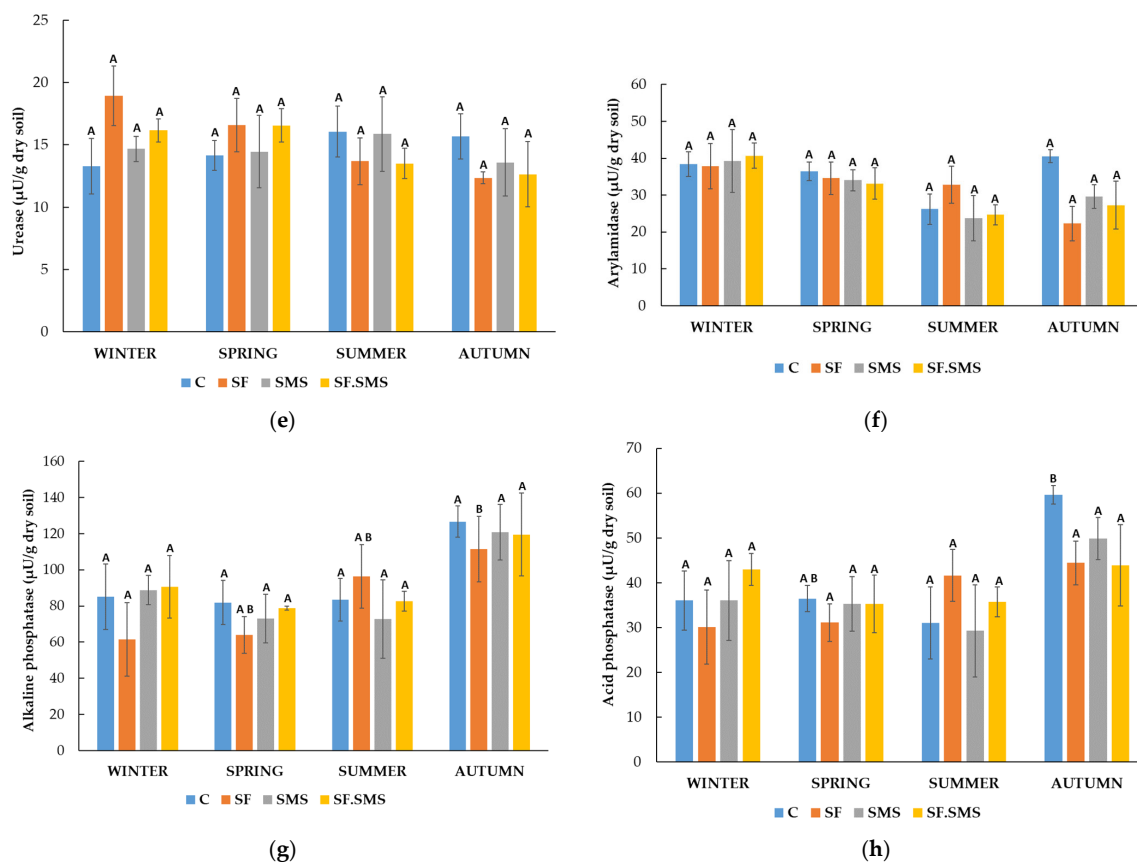 Urease (µU/g dry soil)
25
20
15
10
5
0
A A A A A A A A A A A A A A A A
WINTER SPRING SUMMER AUTUMN
C SF SMS SF.SMS
(e)
Arylamidase (µU/g dry soil)
60
50
40
30
20
10
0
A A A A A A A A A A A A A A A A
WINTER SPRING SUMMER AUTUMN
C SF SMS SF.SMS
(f)
Alkaline phosphatase (µU/g dry soil)
160
140
120
100
80
60
40
20
0
A A A A A A B A A A A B A A A B A A
WINTER SPRING SUMMER AUTUMN
C SF SMS SF.SMS
(g)
Acid phosphatase (µU/g dry soil)
70
60
50
40
30
20
10
0
A A A A A B A A A A A A A B A A A
WINTER SPRING SUMMER AUTUMN
C SF SMS SF.SMS
(h)